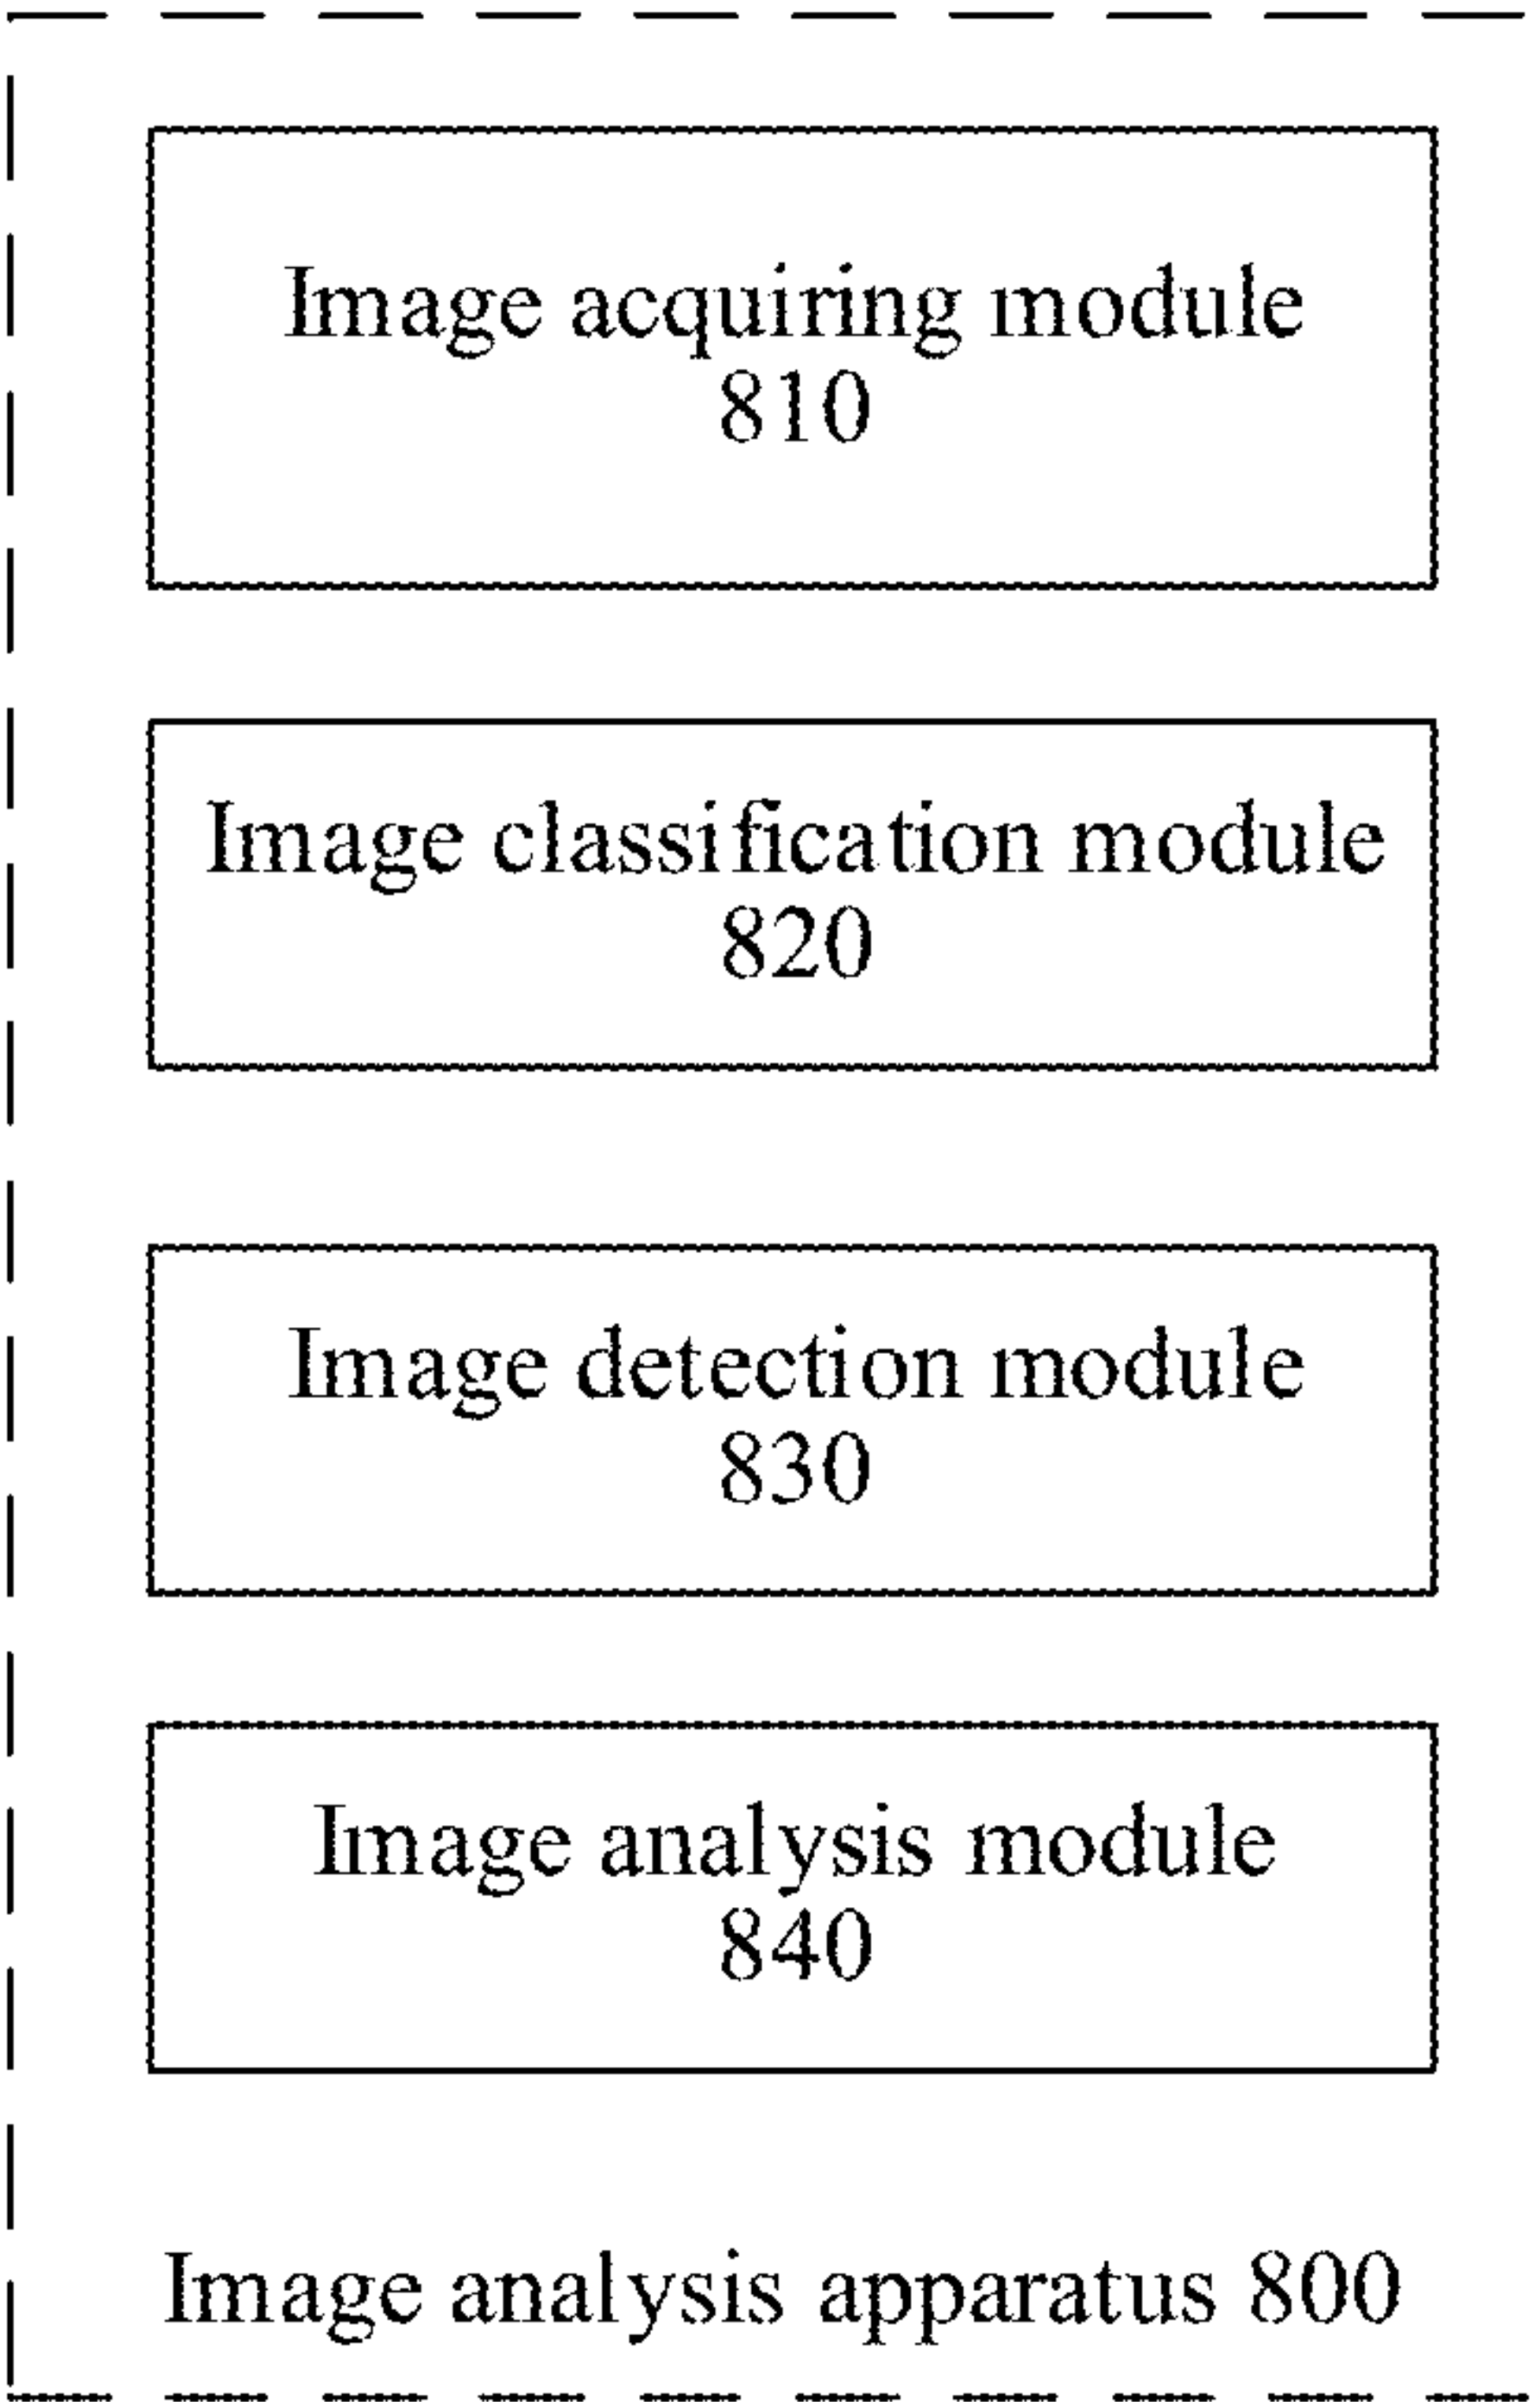 Image acquiring module
810
Image classification module
820
Image detection module
830
Image analysis module
840
Image analysis apparatus 800